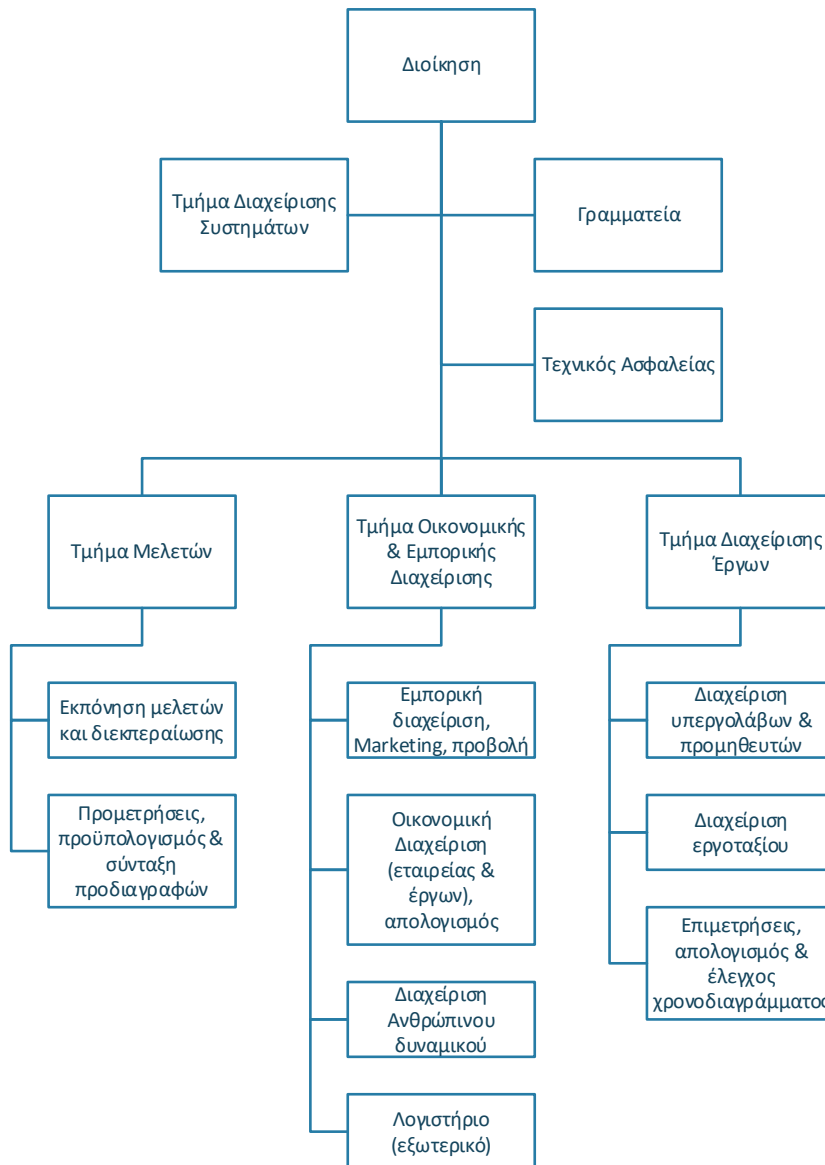 Διοίκηση
Τμήμα Διαχείρισης
Συστημάτων
Γραμματεία
Τεχνικός Ασφαλείας
Τμήμα Μελετών
Τμήμα Οικονομικής
& Εμπορικής
Διαχείρισης
Τμήμα Διαχείρισης
Έργων
Εκπόνηση μελετών
και διεκπεραίωσης
Προμετρήσεις,
προϋπολογισμός &
σύνταξη
προδιαγραφών
Εμπορική
διαχείριση,
Marketing, προβολή
Οικονομική
Διαχείριση
(εταιρείας &
έργων),
απολογισμός
Διαχείριση
Ανθρώπινου
δυναμικού
Λογιστήριο
(εξωτερικό)
Διαχείριση
υπεργολάβων &
προμηθευτών
Διαχείριση
εργοταξίου
Επιμετρήσεις,
απολογισμός &
έλεγχος
χρονοδιαγράμματος